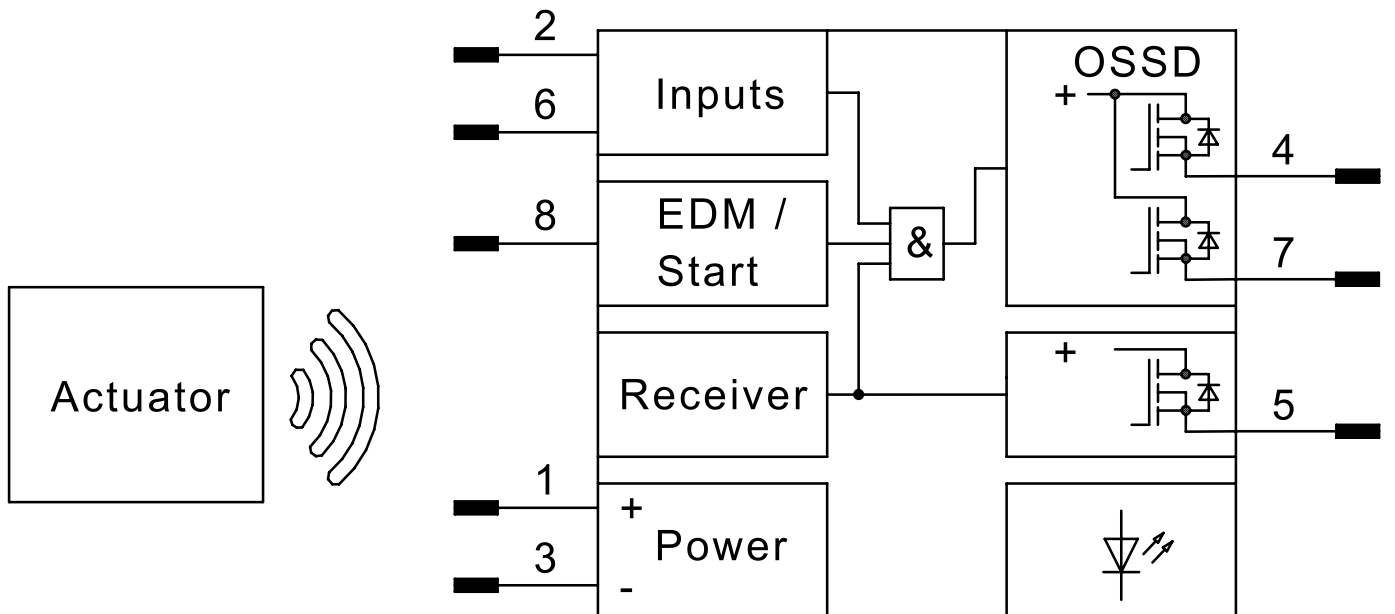 2
Inputs
6
8
EDM /
Start
&
OSSD
+
4
7
Actuator
Receiver
+
5
1
+
Power
3
-